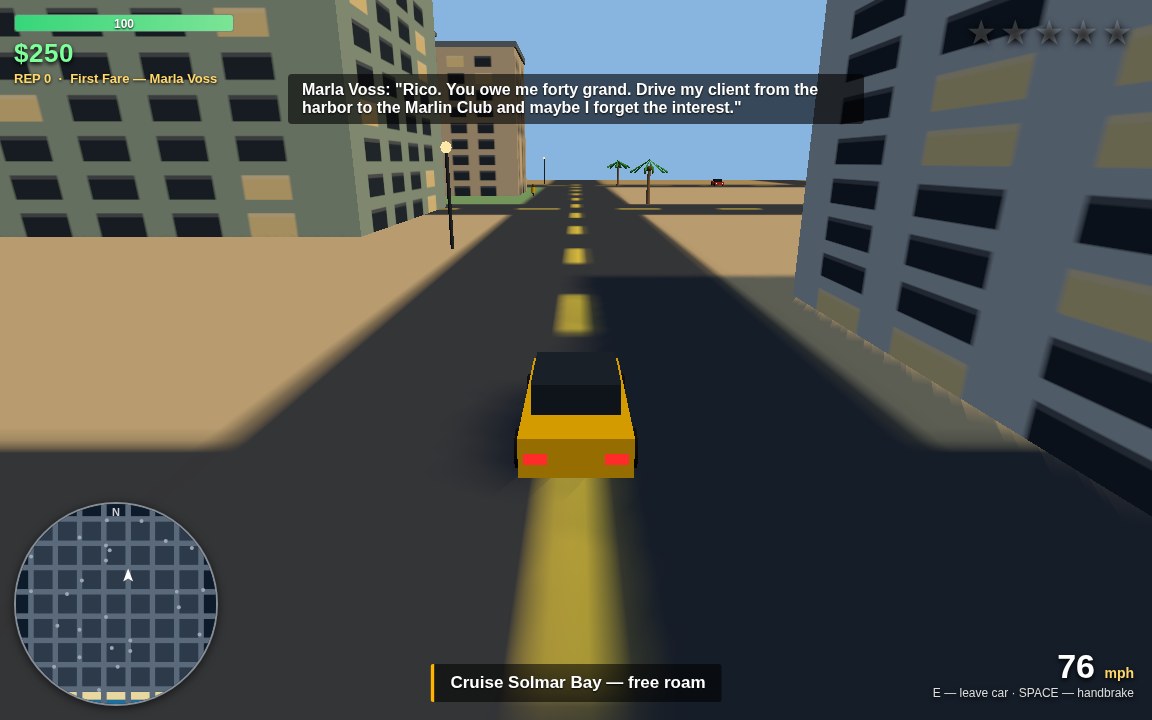 100
$250
REP 0 · First Fare — Marla Voss
Marla Voss: "Rico. You owe me forty grand. Drive my client from the
harbor to the Marlin Club and maybe I forget the interest."
N
Cruise Solmar Bay — free roam
76 mph
E — leave car · SPACE — handbrake